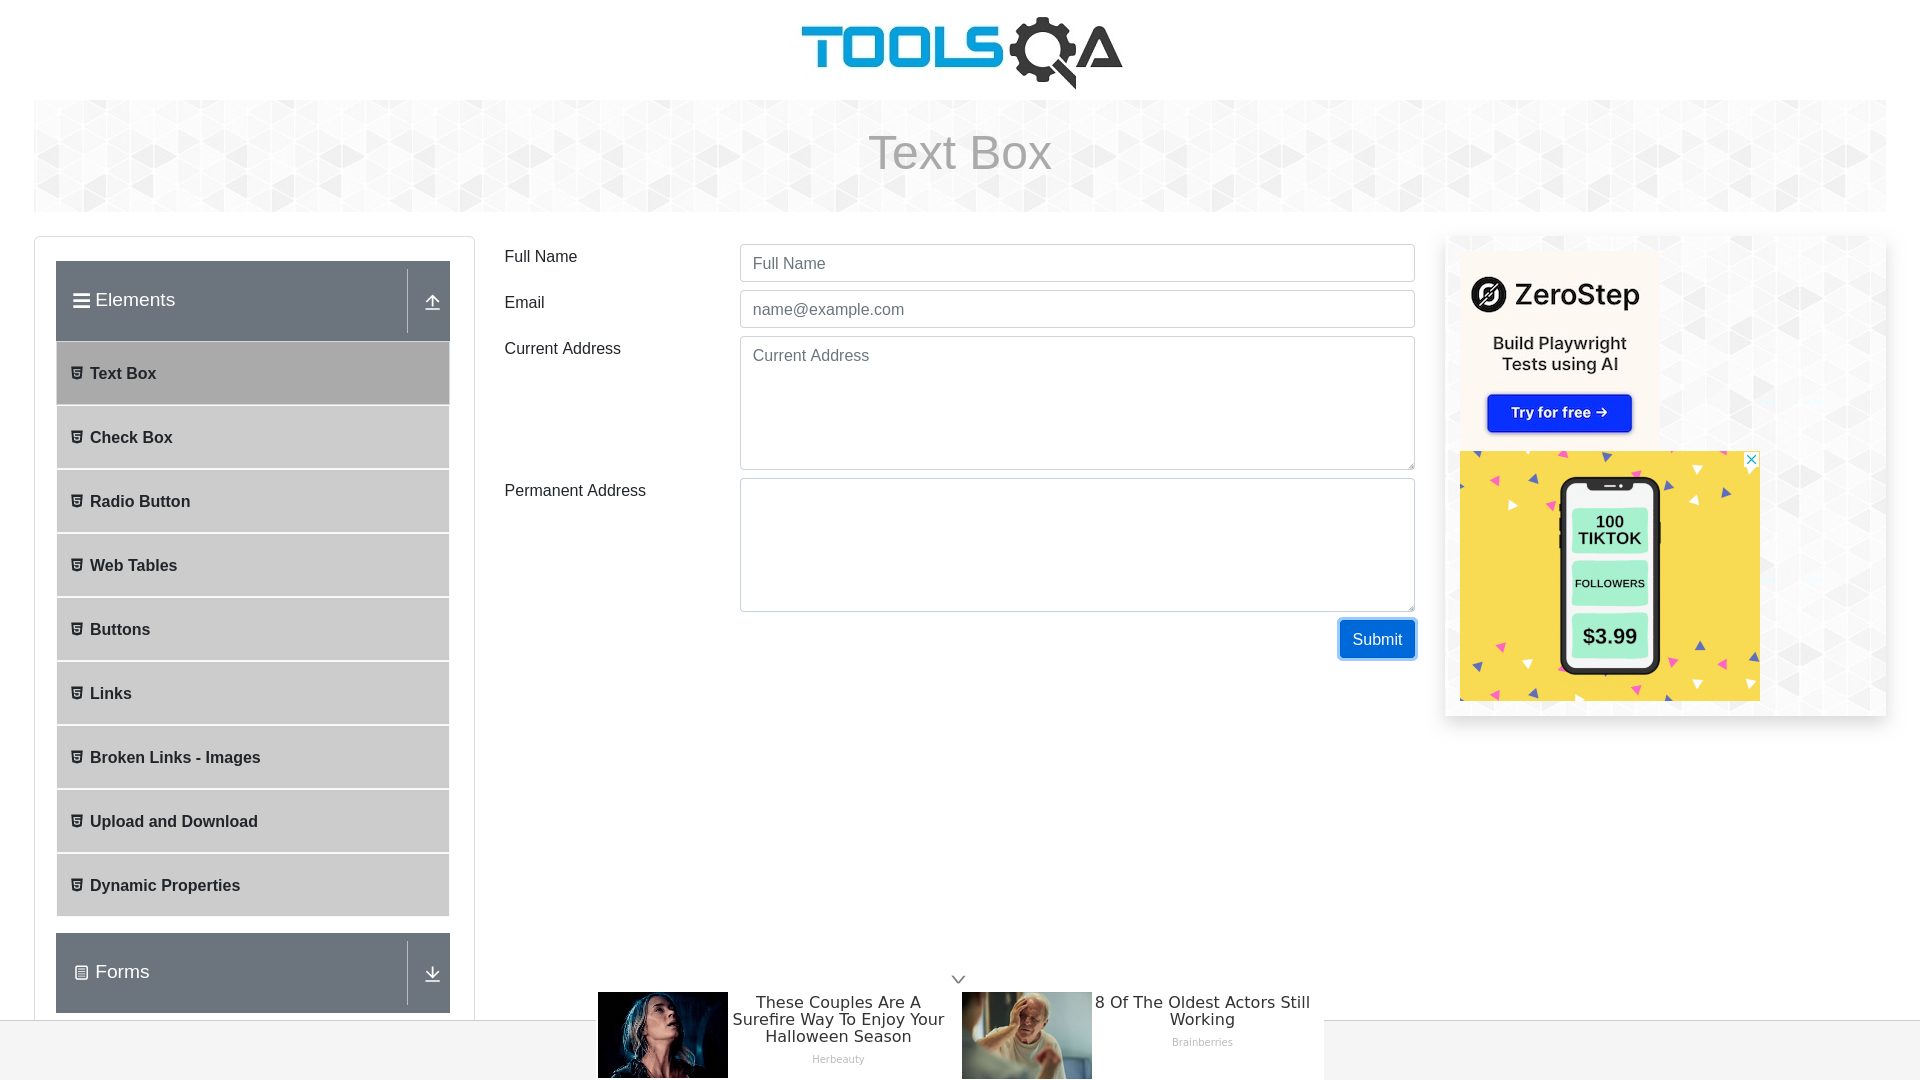 TOOLSQA
Text Box
Elements
Text Box
Check Box
Radio Button
Web Tables
Buttons
Links
Broken Links - Images
Upload and Download
Dynamic Properties
Forms
Full Name
Full Name
Email
name@example.com
Current Address
Current Address
Permanent Address
Submit
ZeroStep
Build Playwright
Tests using AI
Try for free →
100
TIKTOK
FOLLOWERS
$3.99
These Couples Are A
Surefire Way To Enjoy Your
Halloween Season
Herbeauty
8 Of The Oldest Actors Still
Working
Brainberries